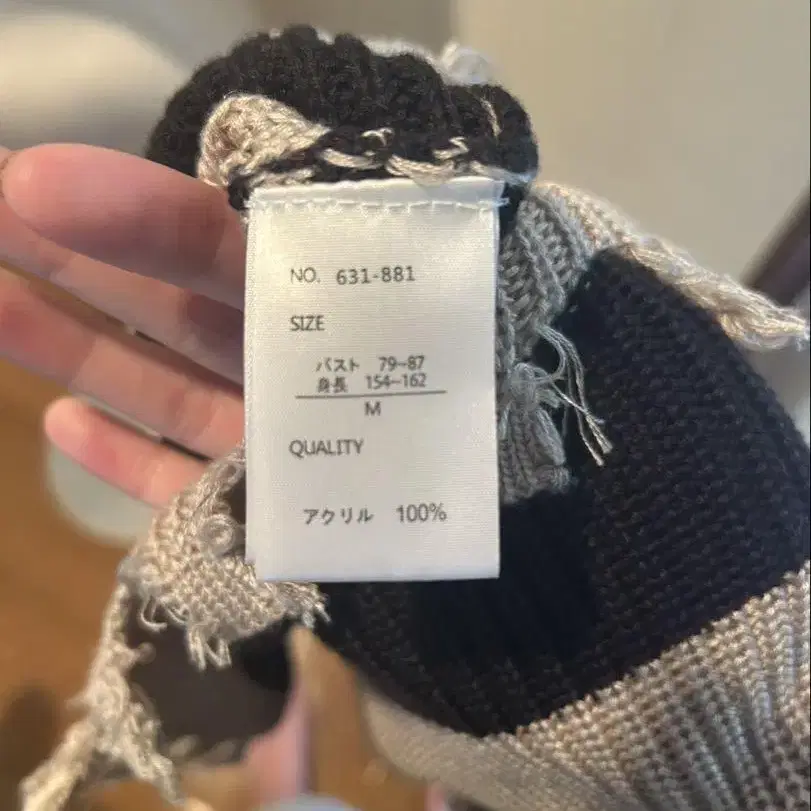 NO. 631-881
SIZE
バスト 79~87
身長 154~162
M
QUALITY
アクリル 100%